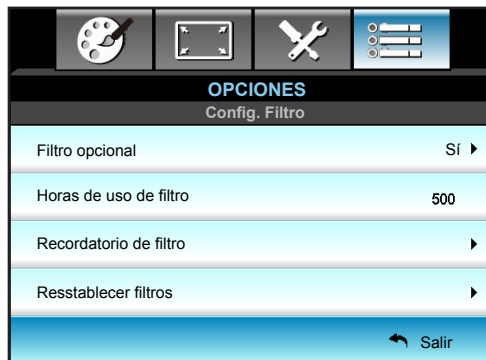 OPCIONES
Config. Filtro
Filtro opcional Sí
Horas de uso de filtro 500
Recordatorio de filtro
Resstablecer filtros
Salir